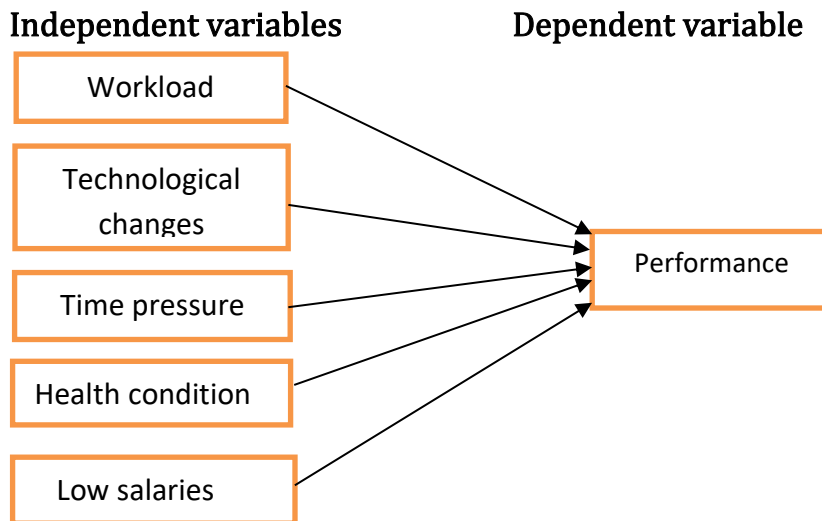 Independent variables
Dependent variable
Workload
Technological
changes
Time pressure
Health condition
Low salaries
Performance